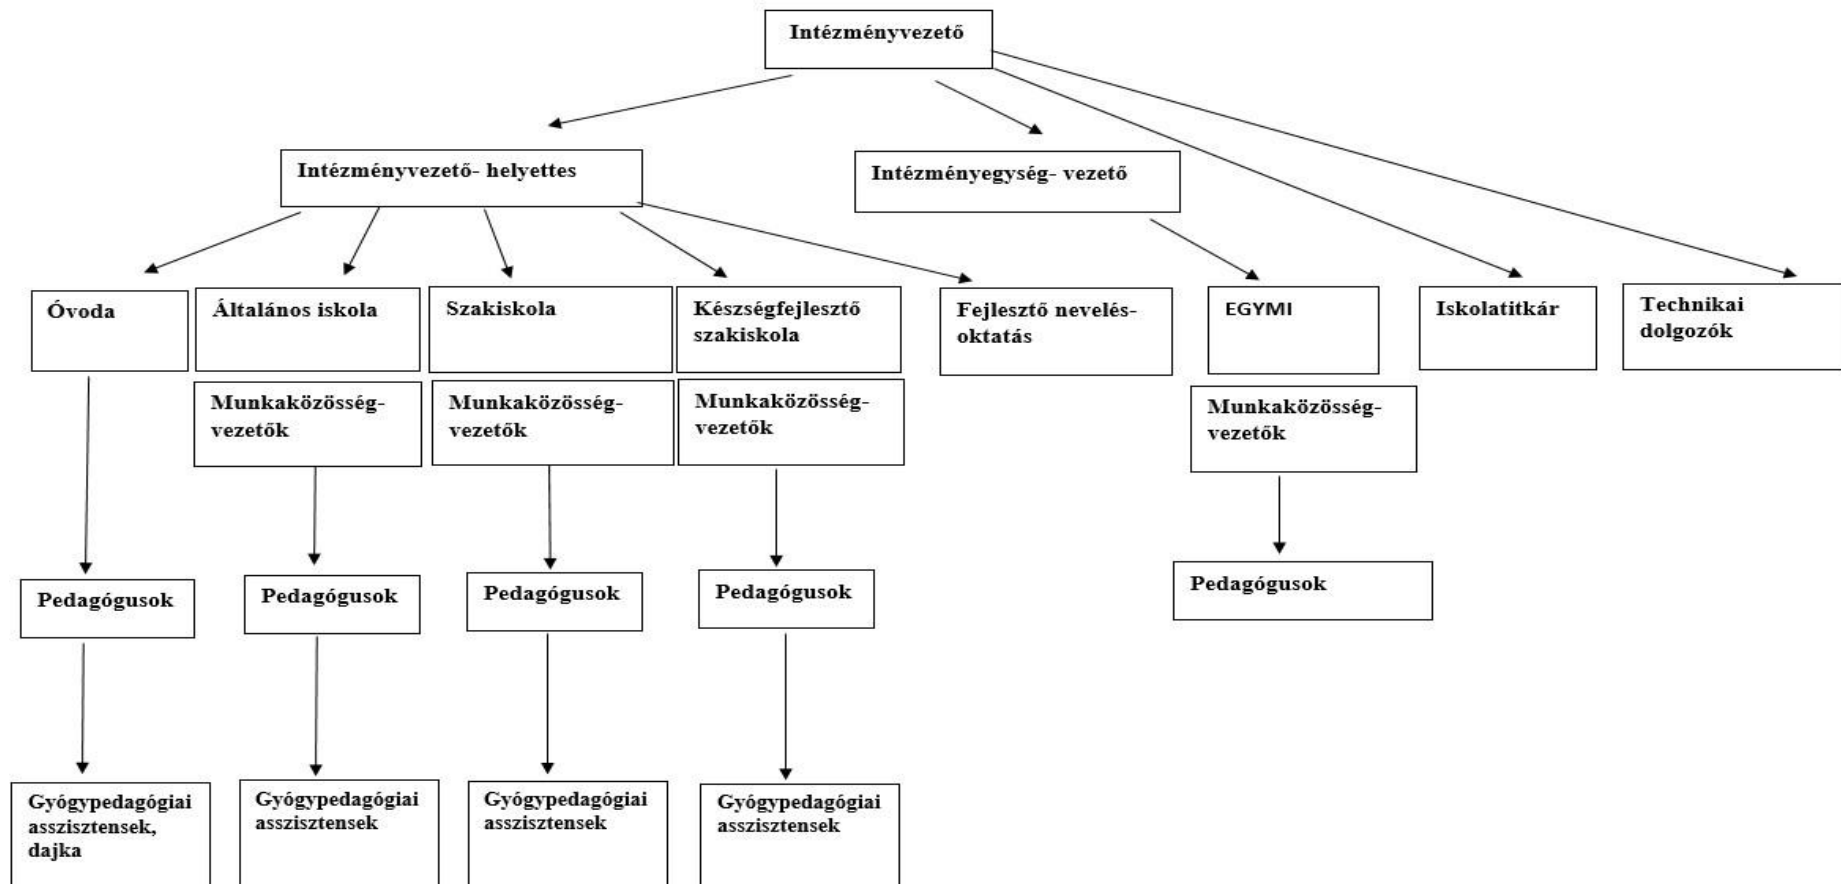 Intézményvezető
Intézményvezető- helyettes
Intézményegység- vezető
Óvoda
Általános iskola
Szakiskola
Készségfejlesztő
szakiskola
Fejlesztő nevelés-
oktatás
EGYMI
Iskolatitkár
Technikai
dolgozók
Munkaközösség-
vezetők
Munkaközösség-
vezetők
Munkaközösség-
vezetők
Munkaközösség-
vezetők
Pedagógusok
Pedagógusok
Pedagógusok
Pedagógusok
Pedagógusok
Gyógypedagógiai
asszisztensek,
dajka
Gyógypedagógiai
asszisztensek
Gyógypedagógiai
asszisztensek
Gyógypedagógiai
asszisztensek